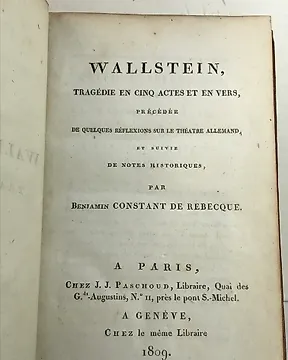 WALLSTEIN,
TRAGÉDIE EN CINQ ACTES ET EN VERS,
PRÉCÉDÉE
DE QUELQUES RÉFLEXIONS SUR LE THÉATRE ALLEMAND,
ET SUIVIE
DE NOTES HISTORIQUES,
PAR
BENJAMIN CONSTANT DE REBECQUE.
A PARIS,
CHEZ J. J. PASCHOUD, Libraire, Quai des
G.ds-Augustins, N.° 11, près le pont S.-Michel.
A GENÈVE,
CHEZ le même Libraire
1809.